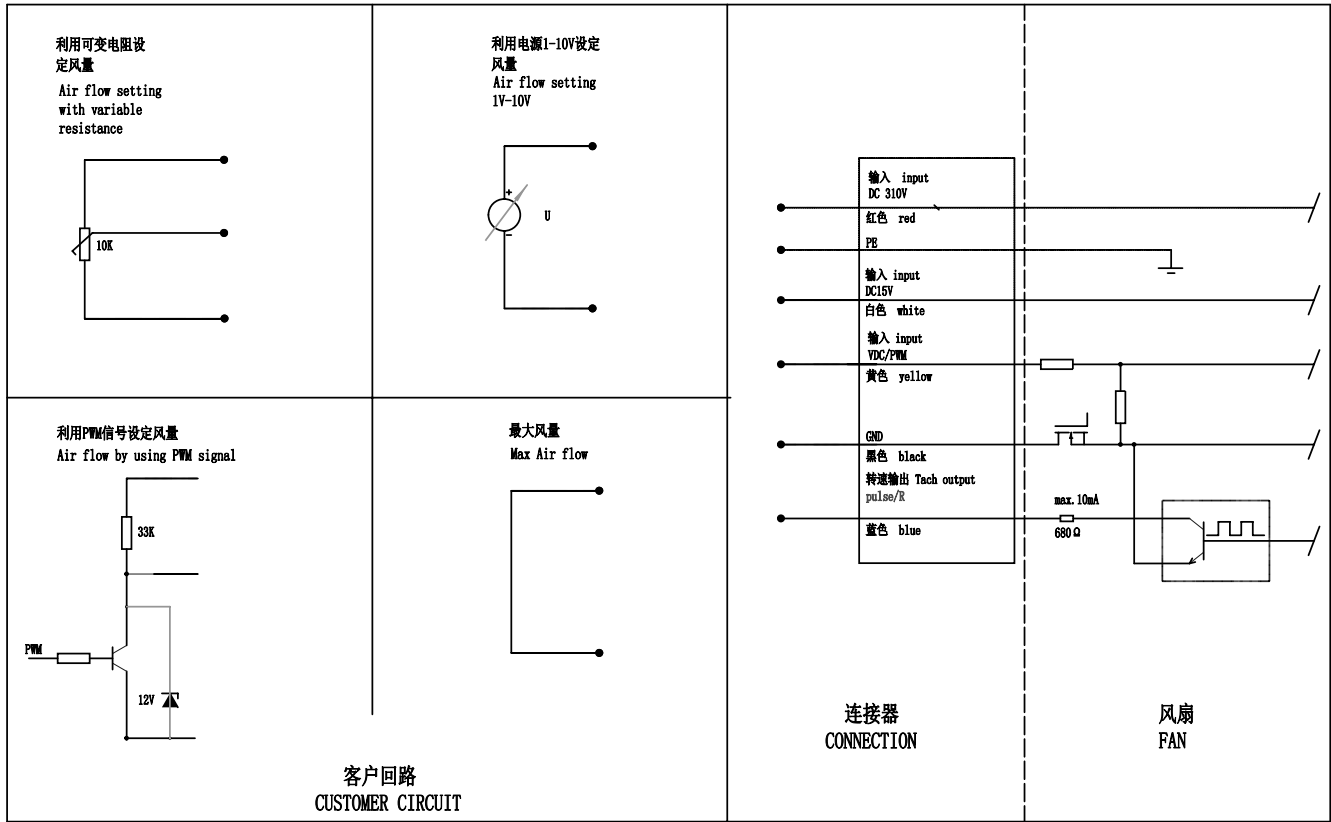 利用可变电阻设
定风量
Air flow setting
with variable
resistance
10K
利用电源1-10V设定
风量
Air flow setting
1V-10V
+
U
-
利用PWM信号设定风量
Air flow by using PWM signal
33K
PWM
12V
最大风量
Max Air flow
客户回路
CUSTOMER CIRCUIT
输入 input
DC 310V
红色 red
PE
输入 input
DC15V
白色 white
输入 input
VDC/PWM
黄色 yellow
GND
黑色 black
转速输出 Tach output
pulse/R
蓝色 blue
max.10mA
680Ω
连接器
CONNECTION
风扇
FAN